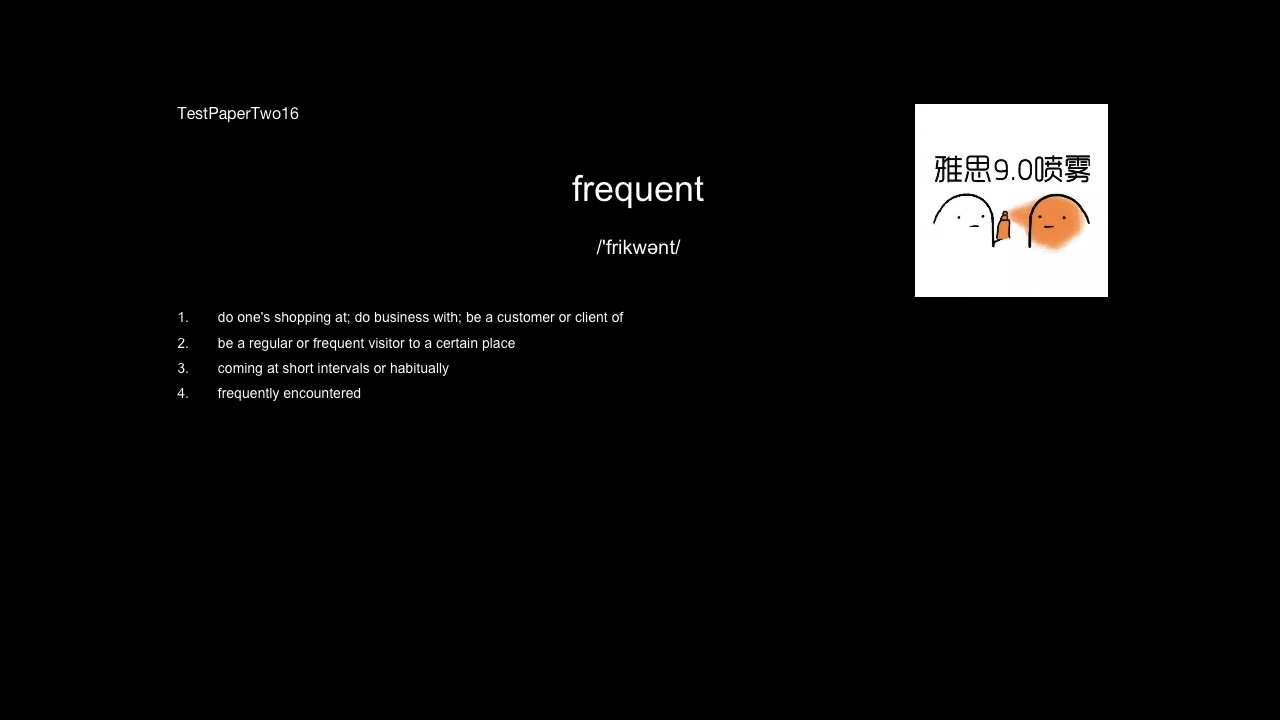 TestPaperTwo16
雅思9.0喷雾
frequent
/'frikwənt/
1. do one's shopping at; do business with; be a customer or client of
2. be a regular or frequent visitor to a certain place
3. coming at short intervals or habitually
4. frequently encountered